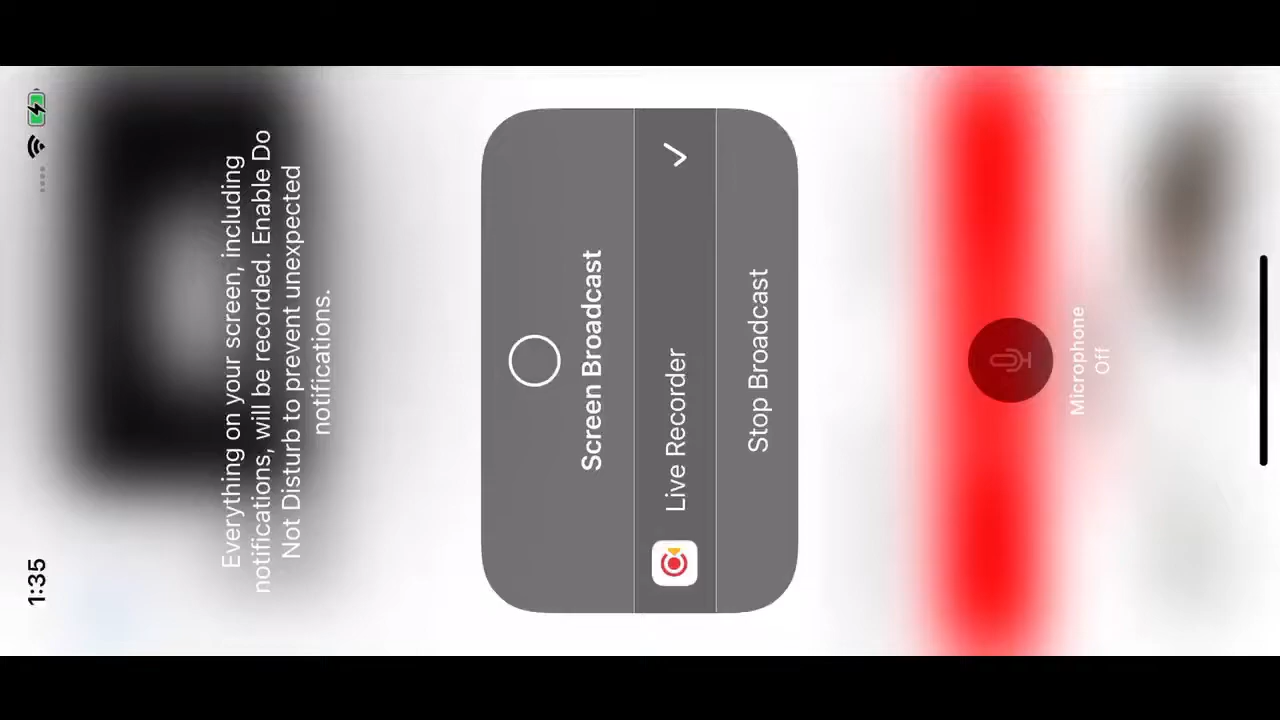 1:35
Everything on your screen, including
notifications, will be recorded. Enable Do
Not Disturb to prevent unexpected
notifications.
Screen Broadcast
Live Recorder
Stop Broadcast
Microphone
Off